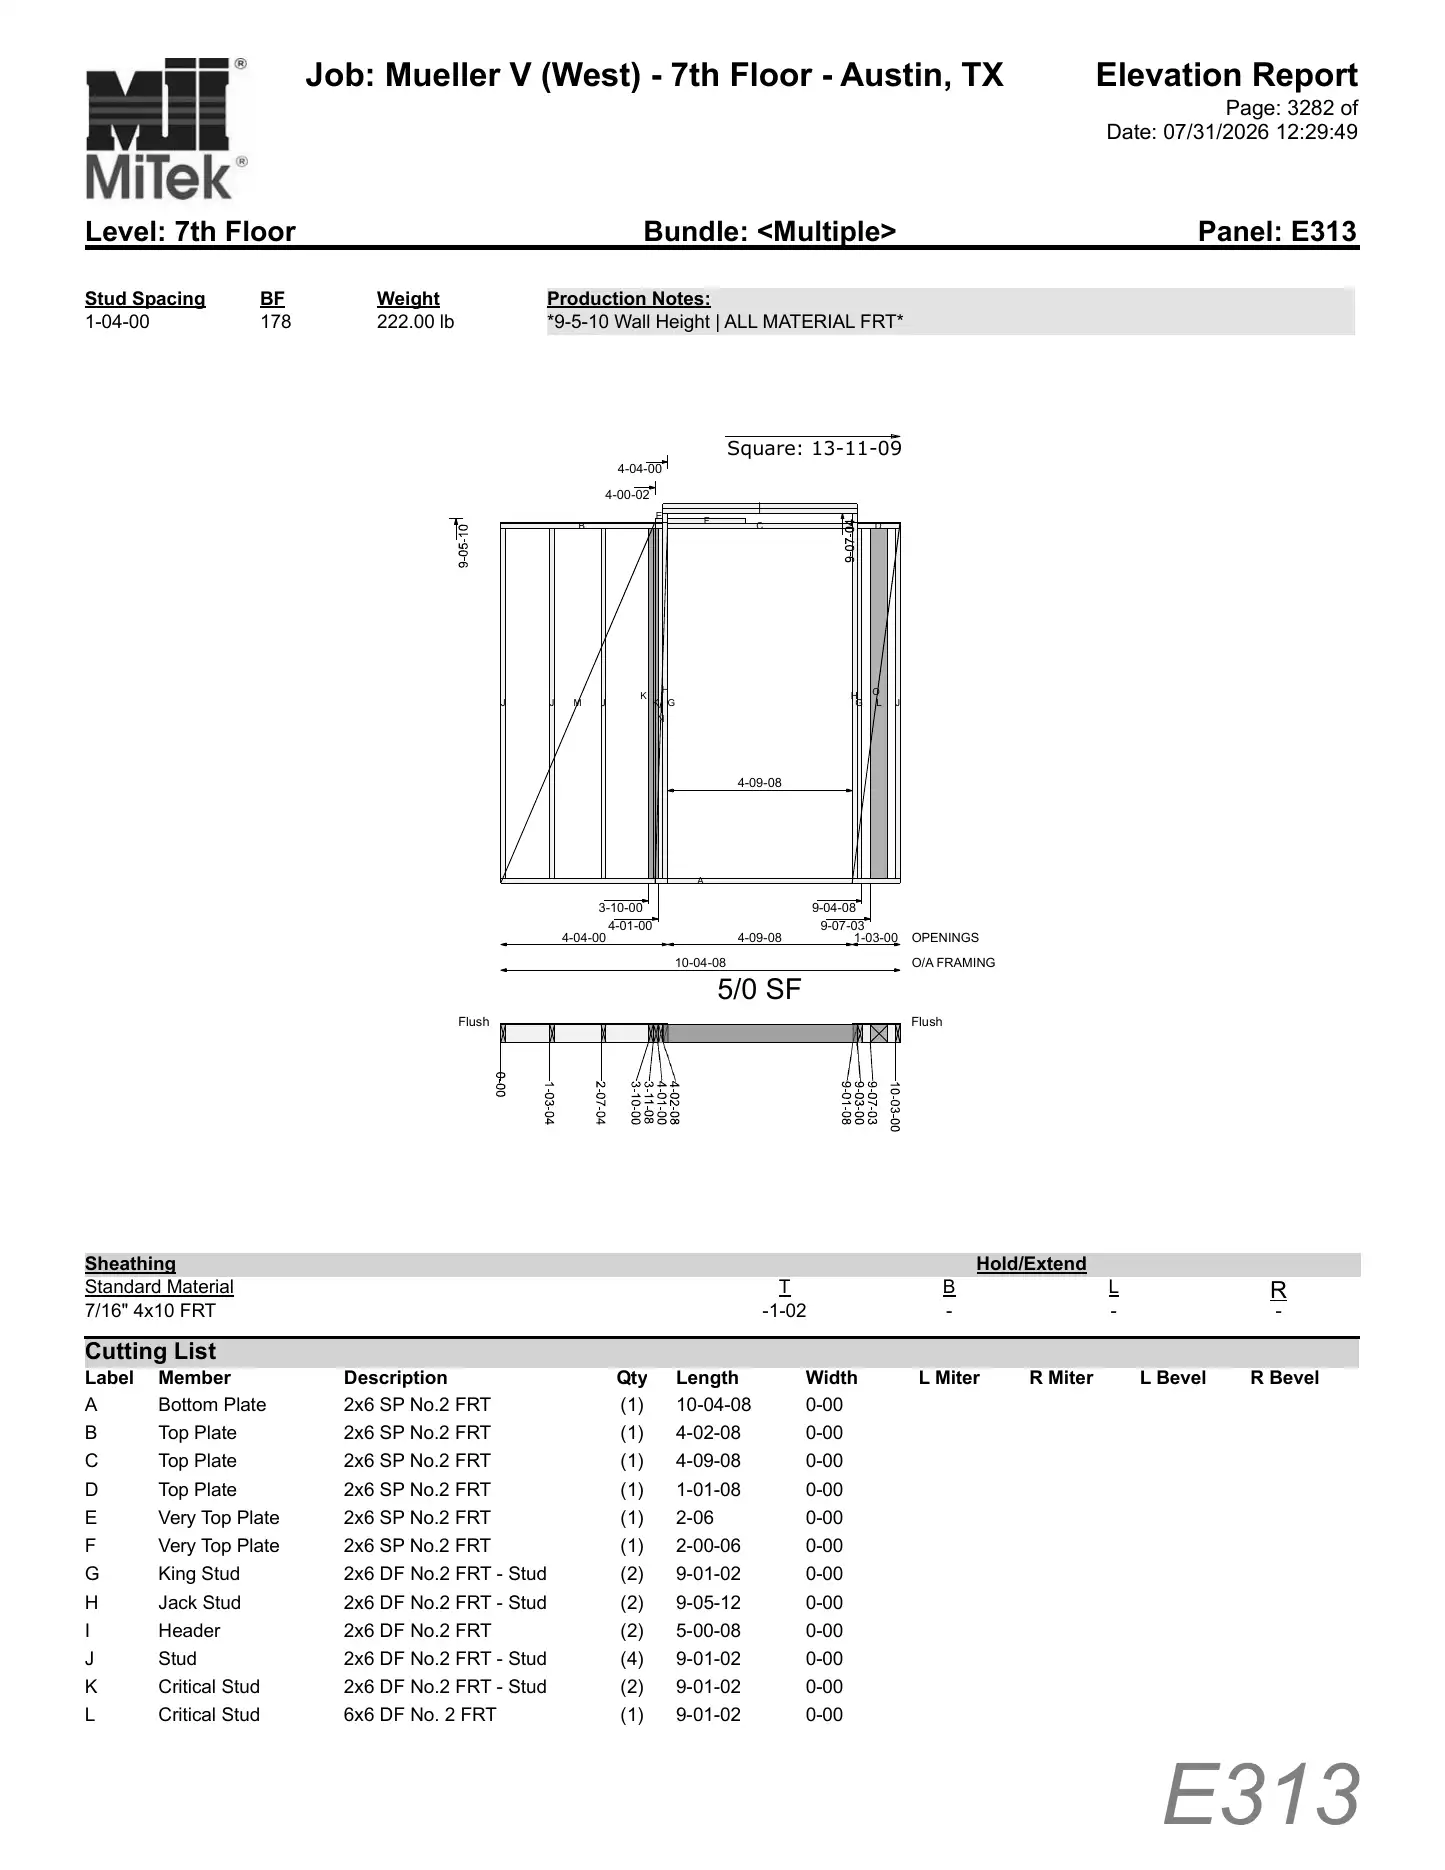 MiTek®
Job: Mueller V (West) - 7th Floor - Austin, TX
Elevation Report
Page: 3282 of
Date: 07/31/2026 12:29:49
Level: 7th Floor Bundle: <Multiple> Panel: E313
Stud Spacing BF Weight Production Notes:
1-04-00 178 222.00 lb *9-5-10 Wall Height | ALL MATERIAL FRT*
Square: 13-11-09
4-04-00
4-00-02
9-05-10
B E F C D
9-07-04
J J M J K G H G O L J
4-09-08
A
3-10-00 9-04-08
4-01-00 9-07-03
4-04-00 4-09-08 1-03-00 OPENINGS
10-04-08 O/A FRAMING
5/0 SF
Flush Flush
0-00 1-03-04 2-07-04 3-10-00 3-11-08 4-01-00 4-02-08 9-01-08 9-03-00 9-07-03 10-03-00
Sheathing Hold/Extend
Standard Material T B L R
7/16" 4x10 FRT -1-02 - - -
Cutting List
Label Member Description Qty Length Width L Miter R Miter L Bevel R Bevel
A Bottom Plate 2x6 SP No.2 FRT (1) 10-04-08 0-00
B Top Plate 2x6 SP No.2 FRT (1) 4-02-08 0-00
C Top Plate 2x6 SP No.2 FRT (1) 4-09-08 0-00
D Top Plate 2x6 SP No.2 FRT (1) 1-01-08 0-00
E Very Top Plate 2x6 SP No.2 FRT (1) 2-06 0-00
F Very Top Plate 2x6 SP No.2 FRT (1) 2-00-06 0-00
G King Stud 2x6 DF No.2 FRT - Stud (2) 9-01-02 0-00
H Jack Stud 2x6 DF No.2 FRT - Stud (2) 9-05-12 0-00
I Header 2x6 DF No.2 FRT (2) 5-00-08 0-00
J Stud 2x6 DF No.2 FRT - Stud (4) 9-01-02 0-00
K Critical Stud 2x6 DF No.2 FRT - Stud (2) 9-01-02 0-00
L Critical Stud 6x6 DF No. 2 FRT (1) 9-01-02 0-00
E313